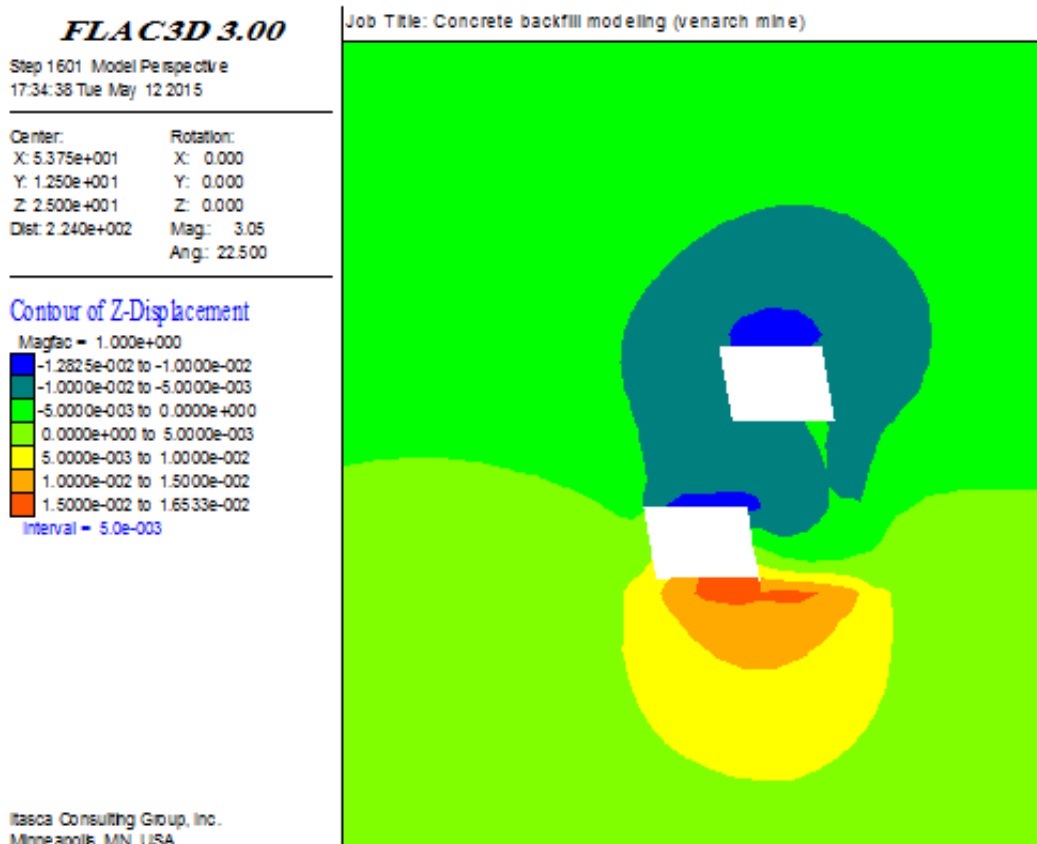 FLAC3D 3.00
Step 1601 Model Perspective
17:34:38 Tue May 12 2015
Center:
X: 5.375e+001
Y: 1.250e+001
Z: 2.500e+001
Dist: 2.240e+002
Rotation:
X: 0.000
Y: 0.000
Z: 0.000
Mag.: 3.05
Ang.: 22.500
Contour of Z-Displacement
Magfac = 1.000e+000
-1.2825e-002 to -1.0000e-002
-1.0000e-002 to -5.0000e-003
-5.0000e-003 to 0.0000e+000
0.0000e+000 to 5.0000e-003
5.0000e-003 to 1.0000e-002
1.0000e-002 to 1.5000e-002
1.5000e-002 to 1.6533e-002
Interval = 5.0e-003
Itasca Consulting Group, Inc.
Minneapolis, MN USA
Job Title: Concrete backfill modeling (venarch mine)